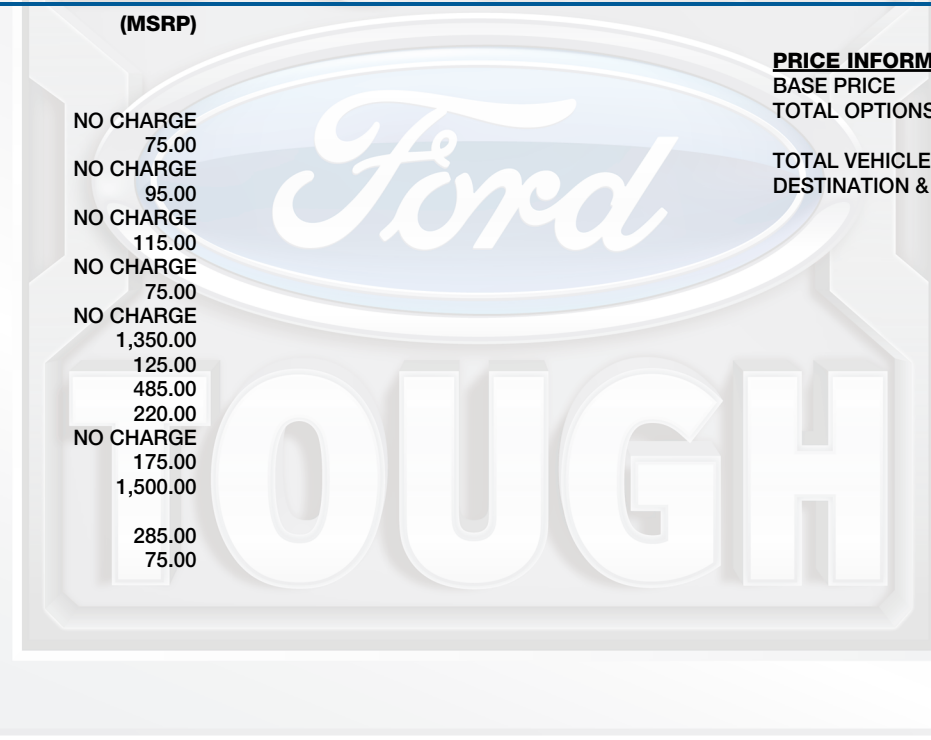 (MSRP)
NO CHARGE
75.00
NO CHARGE
95.00
NO CHARGE
115.00
NO CHARGE
75.00
NO CHARGE
1,350.00
125.00
485.00
220.00
NO CHARGE
175.00
1,500.00
285.00
75.00
PRICE INFORM
BASE PRICE
TOTAL OPTIONS
TOTAL VEHICLE
DESTINATION &
Ford
TOUGH